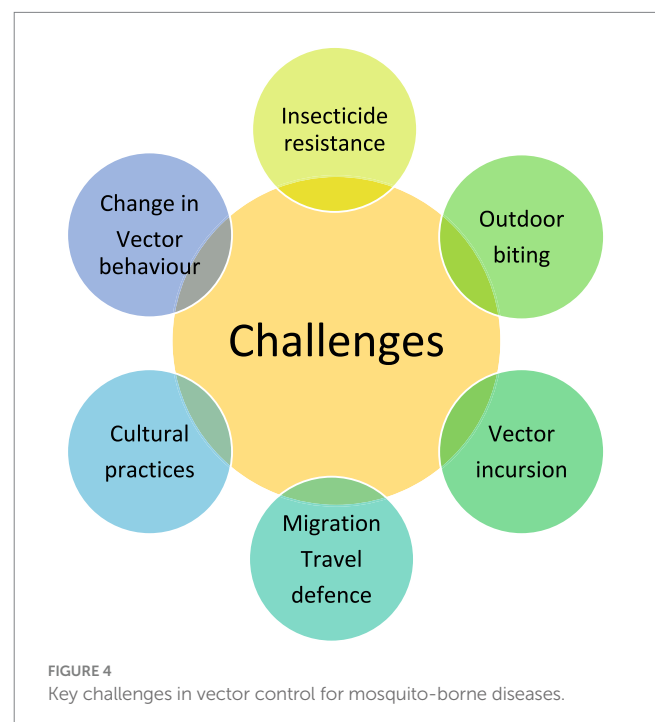 Insecticide
resistance
Outdoor
biting
Vector
incursion
Migration
Travel
defence
Cultural
practices
Change in
Vector
behaviour
Challenges
FIGURE 4
Key challenges in vector control for mosquito-borne diseases.